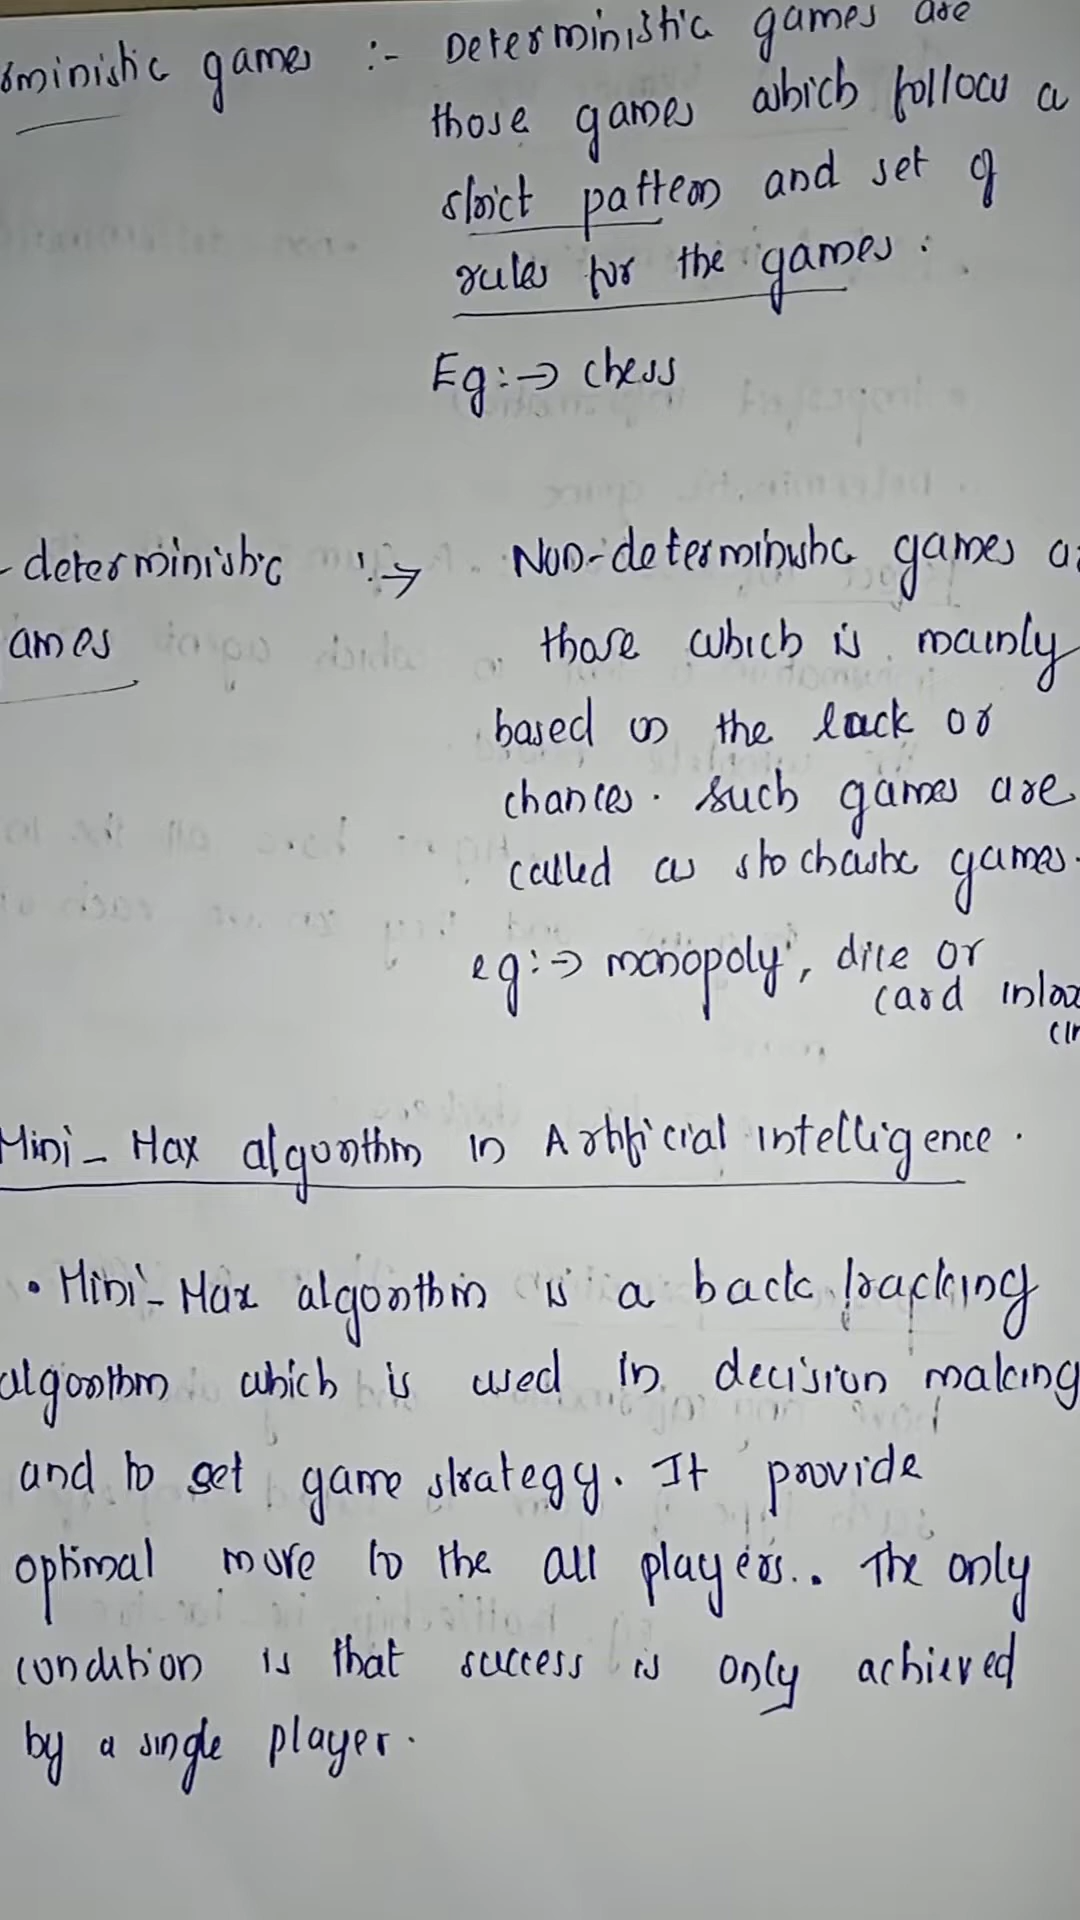 ministic games :- Deterministic games are
those games which follow a
strict pattern and set of
rules for the games.
Eg:→ chess
- deterministic :→ Non-deterministic games
ames those which is mainly
based on the lack or
chances. such games are
called as stochastic games.
eg:→ monopoly, dice or
card
Mini-Max algorithm in Artificial intelligence.
• Mini-Max algorithm is a back tracking
algorithm which is used in decision making
and to set game strategy. It provide
optimal move to the all players.. The only
condition is that success is only achieved
by a single player.